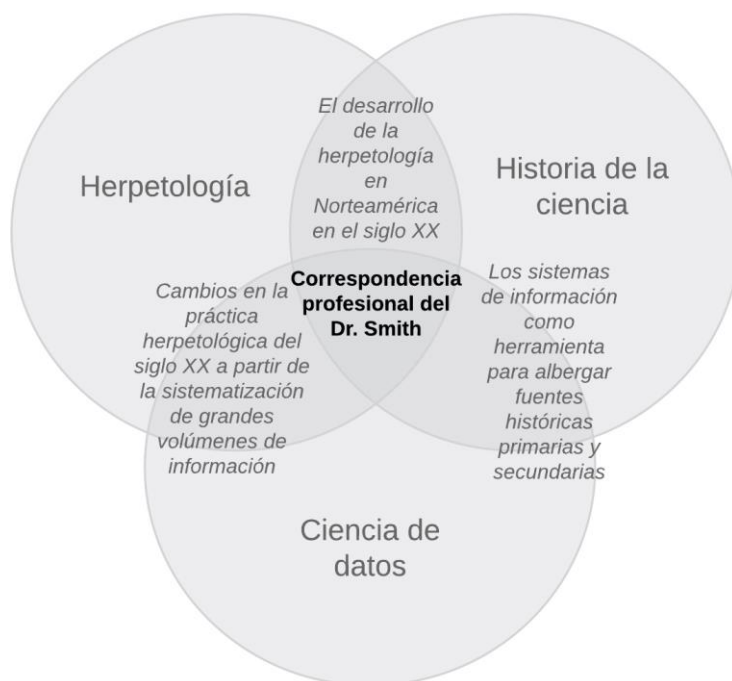 El desarrollo
de la
herpetología
en
Norteamérica
en el siglo XX
Herpetología
Historia de la
ciencia
Correspondencia
profesional del
Dr. Smith
Cambios en la
práctica
herpetológica del
siglo XX a partir de
la sistematización
de grandes
volúmenes de
información
Los sistemas
de información
como
herramienta
para albergar
fuentes
históricas
primarias y
secundarias
Ciencia de
datos